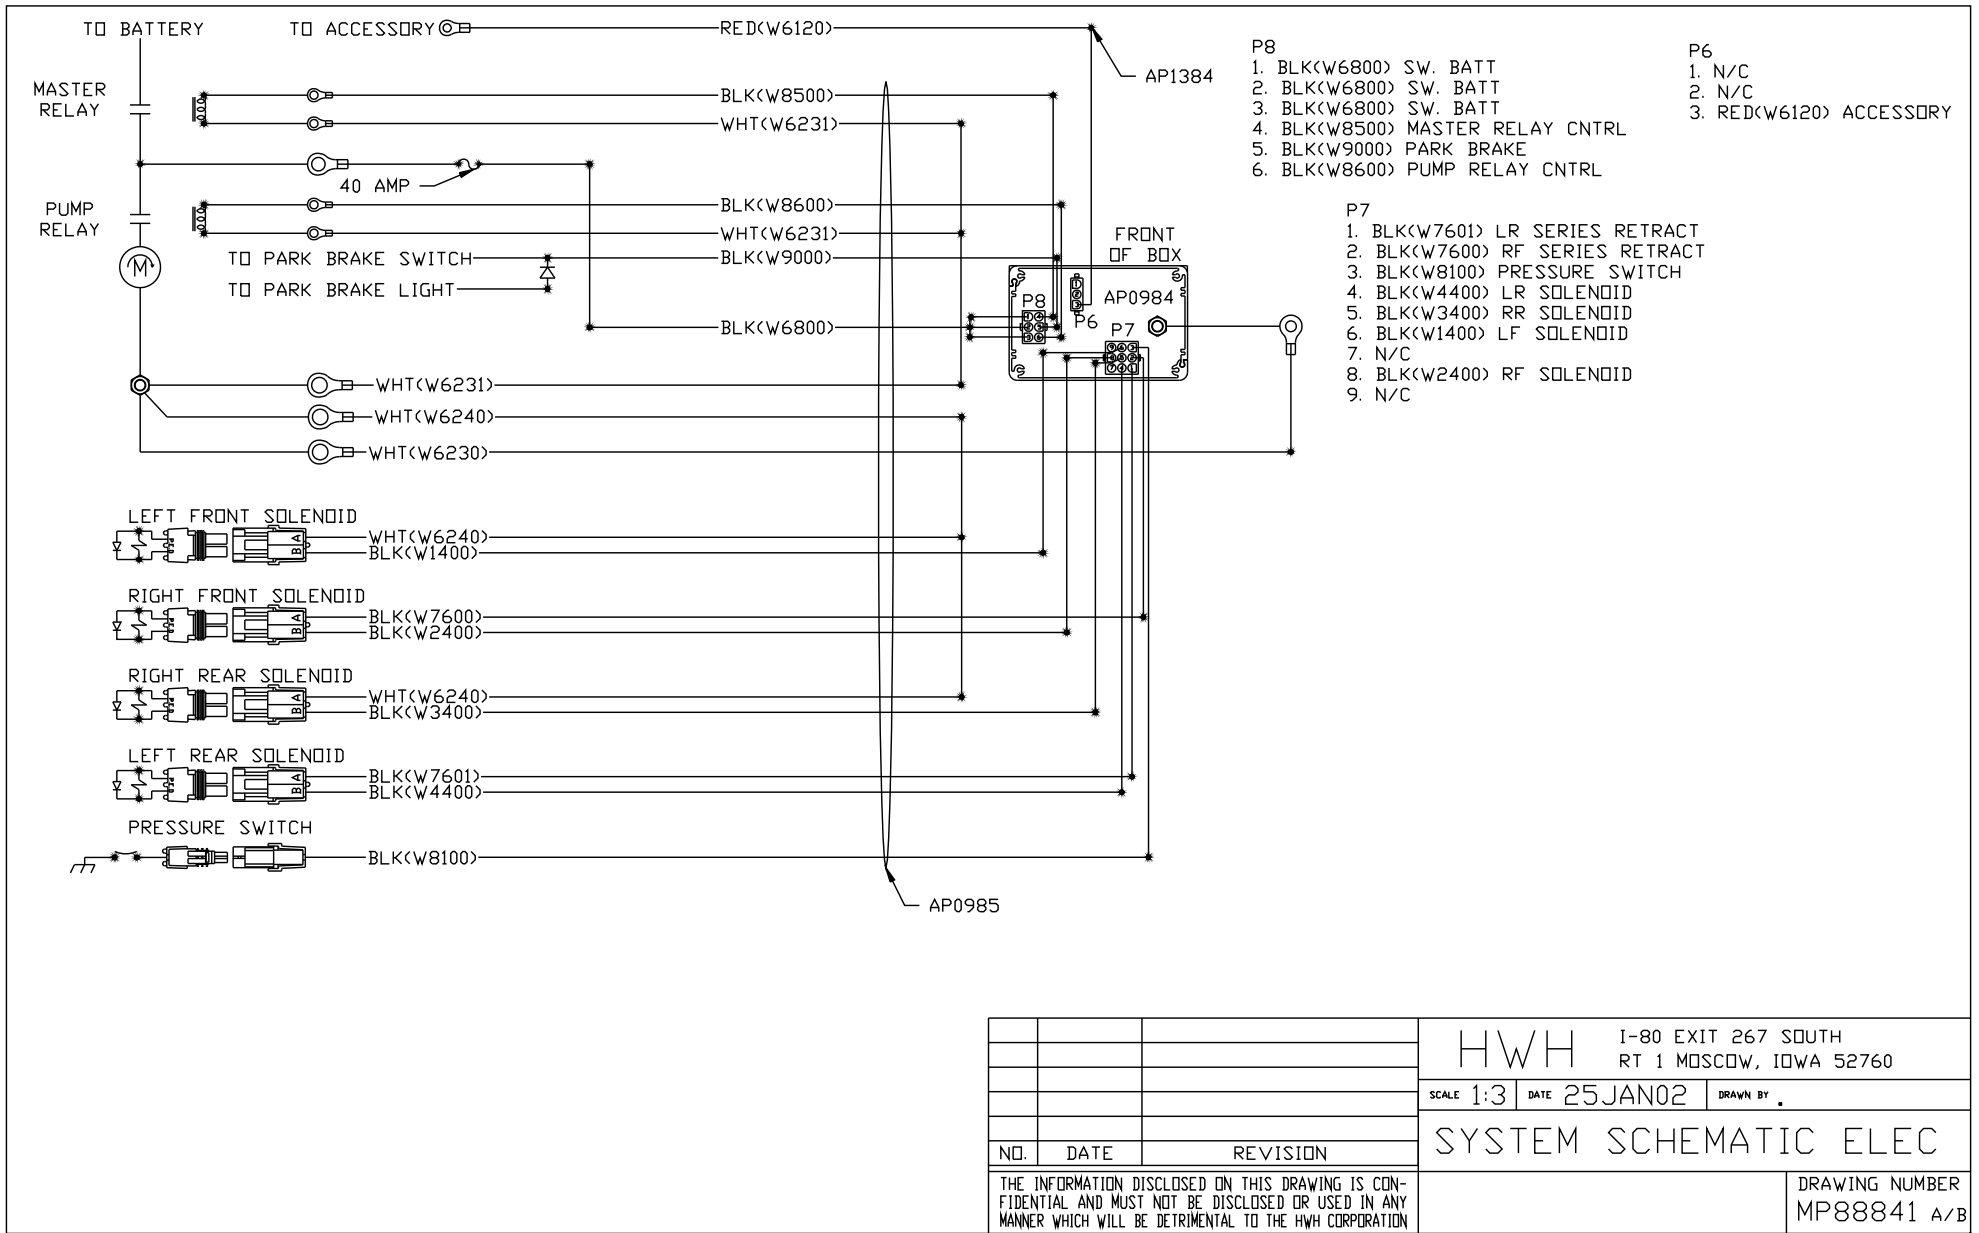 TO BATTERY
TO ACCESSORY
RED(W6120)
AP1384
MASTER
RELAY
BLK(W8500)
WHT(W6231)
40 AMP
PUMP
RELAY
BLK(W8600)
WHT(W6231)
M
TO PARK BRAKE SWITCH
BLK(W9000)
TO PARK BRAKE LIGHT
BLK(W6800)
FRONT
OF BOX
AP0984
P8
P6
P7
WHT(W6231)
WHT(W6240)
WHT(W6230)
P8
1. BLK(W6800) SW. BATT
2. BLK(W6800) SW. BATT
3. BLK(W6800) SW. BATT
4. BLK(W8500) MASTER RELAY CNTRL
5. BLK(W9000) PARK BRAKE
6. BLK(W8600) PUMP RELAY CNTRL
P6
1. N/C
2. N/C
3. RED(W6120) ACCESSORY
P7
1. BLK(W7601) LR SERIES RETRACT
2. BLK(W7600) RF SERIES RETRACT
3. BLK(W8100) PRESSURE SWITCH
4. BLK(W4400) LR SOLENOID
5. BLK(W3400) RR SOLENOID
6. BLK(W1400) LF SOLENOID
7. N/C
8. BLK(W2400) RF SOLENOID
9. N/C
LEFT FRONT SOLENOID
A
WHT(W6240)
B
BLK(W1400)
RIGHT FRONT SOLENOID
A
BLK(W7600)
B
BLK(W2400)
RIGHT REAR SOLENOID
A
WHT(W6240)
B
BLK(W3400)
LEFT REAR SOLENOID
A
BLK(W7601)
B
BLK(W4400)
PRESSURE SWITCH
BLK(W8100)
AP0985
HWH
I-80 EXIT 267 SOUTH
RT 1 MOSCOW, IOWA 52760
SCALE 1:3
DATE 25JAN02
DRAWN BY .
SYSTEM SCHEMATIC ELEC
NO. DATE REVISION
THE INFORMATION DISCLOSED ON THIS DRAWING IS CON-
FIDENTIAL AND MUST NOT BE DISCLOSED OR USED IN ANY
MANNER WHICH WILL BE DETRIMENTAL TO THE HWH CORPORATION
DRAWING NUMBER
MP88841 A/B